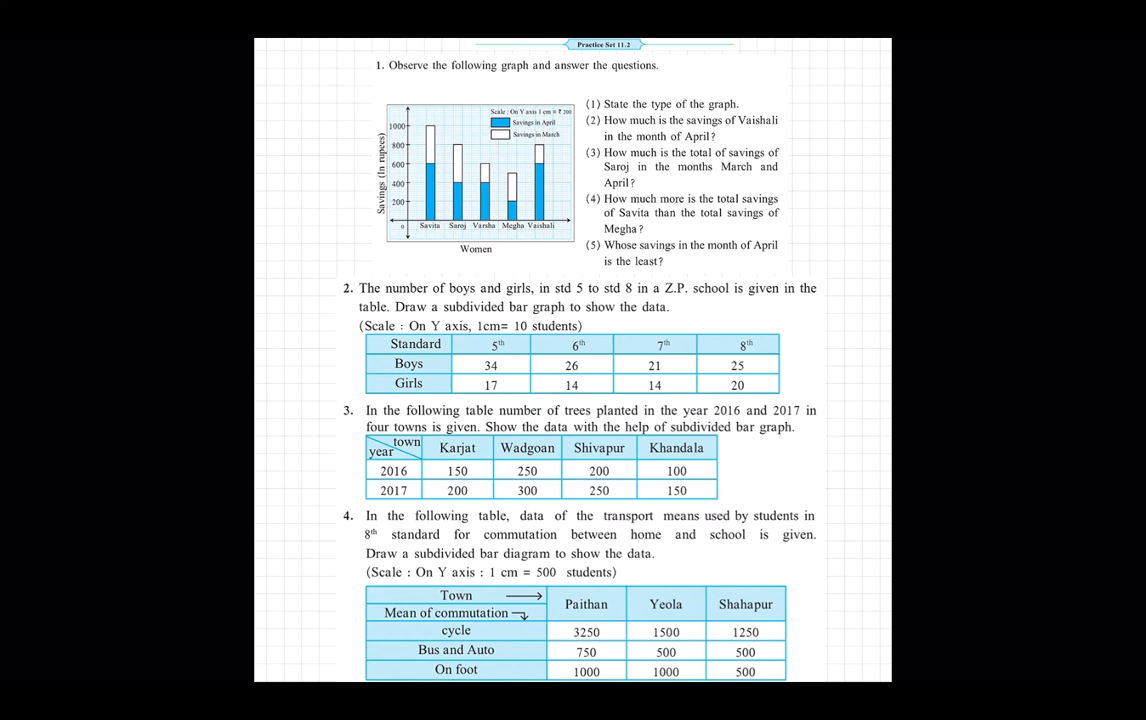 Practice Set 11.2
1. Observe the following graph and answer the questions.
Scale : On Y axis 1 cm = ₹ 200
Savings in April
Savings in March
Savings (In rupees)
1000
800
600
400
200
0
Savita Saroj Varsha Megha Vaishali
Women
(1) State the type of the graph.
(2) How much is the savings of Vaishali
in the month of April?
(3) How much is the total of savings of
Saroj in the months March and
April?
(4) How much more is the total savings
of Savita than the total savings of
Megha?
(5) Whose savings in the month of April
is the least?
2. The number of boys and girls, in std 5 to std 8 in a Z.P. school is given in the
table. Draw a subdivided bar graph to show the data.
(Scale : On Y axis, 1cm= 10 students)
Standard 5th 6th 7th 8th
Boys 34 26 21 25
Girls 17 14 14 20
3. In the following table number of trees planted in the year 2016 and 2017 in
four towns is given. Show the data with the help of subdivided bar graph.
town
year Karjat Wadgoan Shivapur Khandala
2016 150 250 200 100
2017 200 300 250 150
4. In the following table, data of the transport means used by students in
8th standard for commutation between home and school is given.
Draw a subdivided bar diagram to show the data.
(Scale : On Y axis : 1 cm = 500 students)
Town
Mean of commutation
Paithan Yeola Shahapur
cycle 3250 1500 1250
Bus and Auto 750 500 500
On foot 1000 1000 500